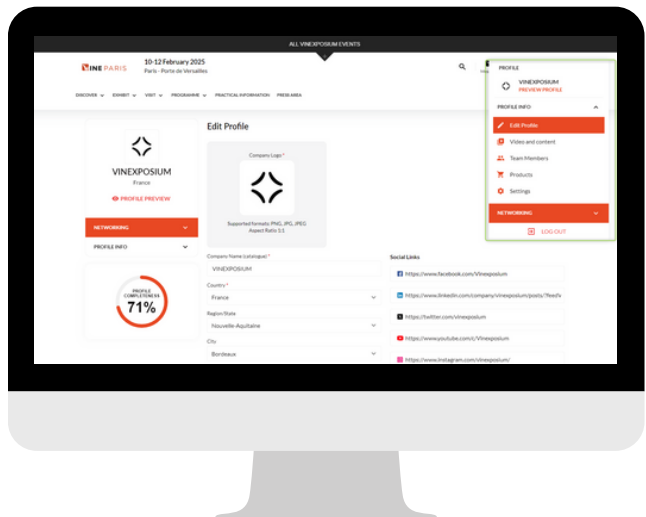 ALL VINEXPOSIUM EVENTS
VINE PARIS
10-12 February 2025
Paris - Porte de Versailles
DISCOVER
EXHIBIT
VISIT
PROGRAMME
PRACTICAL INFORMATION
PRESS AREA
VINEXPOSIUM
France
PROFILE PREVIEW
NETWORKING
PROFILE INFO
PROFILE
COMPLETENESS
71%
Edit Profile
Company Logo *
Supported formats: PNG, JPG, JPEG
Aspect Ratio 1:1
Company Name (catalogue) *
VINEXPOSIUM
Country *
France
Region/State
Nouvelle-Aquitaine
City
Bordeaux
Social Links
https://www.facebook.com/Vinexposium
https://www.linkedin.com/company/vinexposium/posts/?feedV
https://twitter.com/vinexposium
https://www.youtube.com/c/Vinexposium
https://www.instagram.com/vinexposium/
PROFILE
VINEXPOSIUM
PREVIEW PROFILE
PROFILE INFO
Edit Profile
Video and content
Team Members
Products
Settings
NETWORKING
LOG OUT